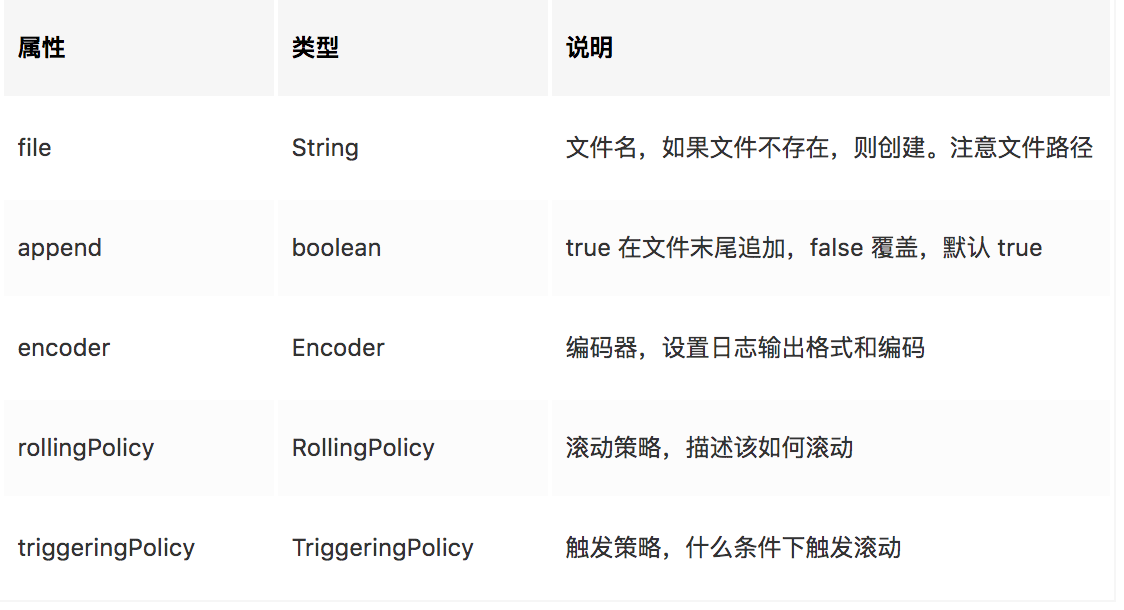 属性 类型 说明
file String 文件名，如果文件不存在，则创建。注意文件路径
append boolean true 在文件末尾追加，false 覆盖，默认 true
encoder Encoder 编码器，设置日志输出格式和编码
rollingPolicy RollingPolicy 滚动策略，描述该如何滚动
triggeringPolicy TriggeringPolicy 触发策略，什么条件下触发滚动